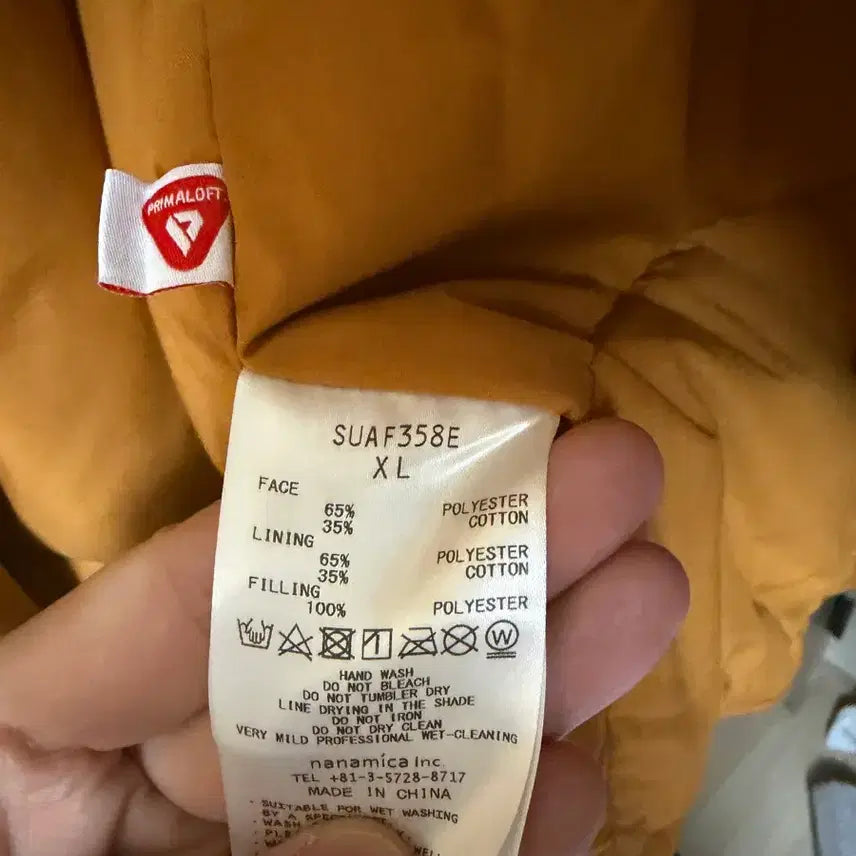 PRIMALOFT
SUAF358E
XL
FACE
65% POLYESTER
35% COTTON
LINING
65% POLYESTER
35% COTTON
FILLING
100% POLYESTER
W
HAND WASH
DO NOT BLEACH
DO NOT TUMBLER DRY
LINE DRYING IN THE SHADE
DO NOT IRON
DO NOT DRY CLEAN
VERY MILD PROFESSIONAL WET-CLEANING
nanamica Inc.
TEL +81-3-5728-8717
MADE IN CHINA
· SUITABLE FOR WET WASHING
BY A
· WASH